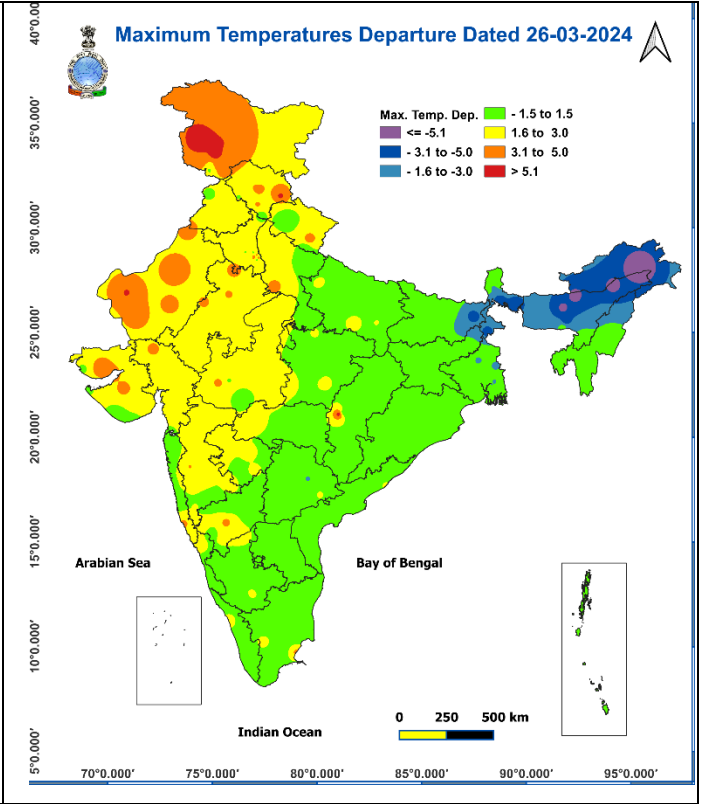 Maximum Temperatures Departure Dated 26-03-2024
Max. Temp. Dep.
<= -5.1
- 3.1 to -5.0
- 1.6 to -3.0
- 1.5 to 1.5
1.6 to 3.0
3.1 to 5.0
> 5.1
40°0.000'
35°0.000'
30°0.000'
25°0.000'
20°0.000'
15°0.000'
10°0.000'
5°0.000'
Arabian Sea
Bay of Bengal
Indian Ocean
0 250 500 km
70°0.000' 75°0.000' 80°0.000' 85°0.000' 90°0.000' 95°0.000'